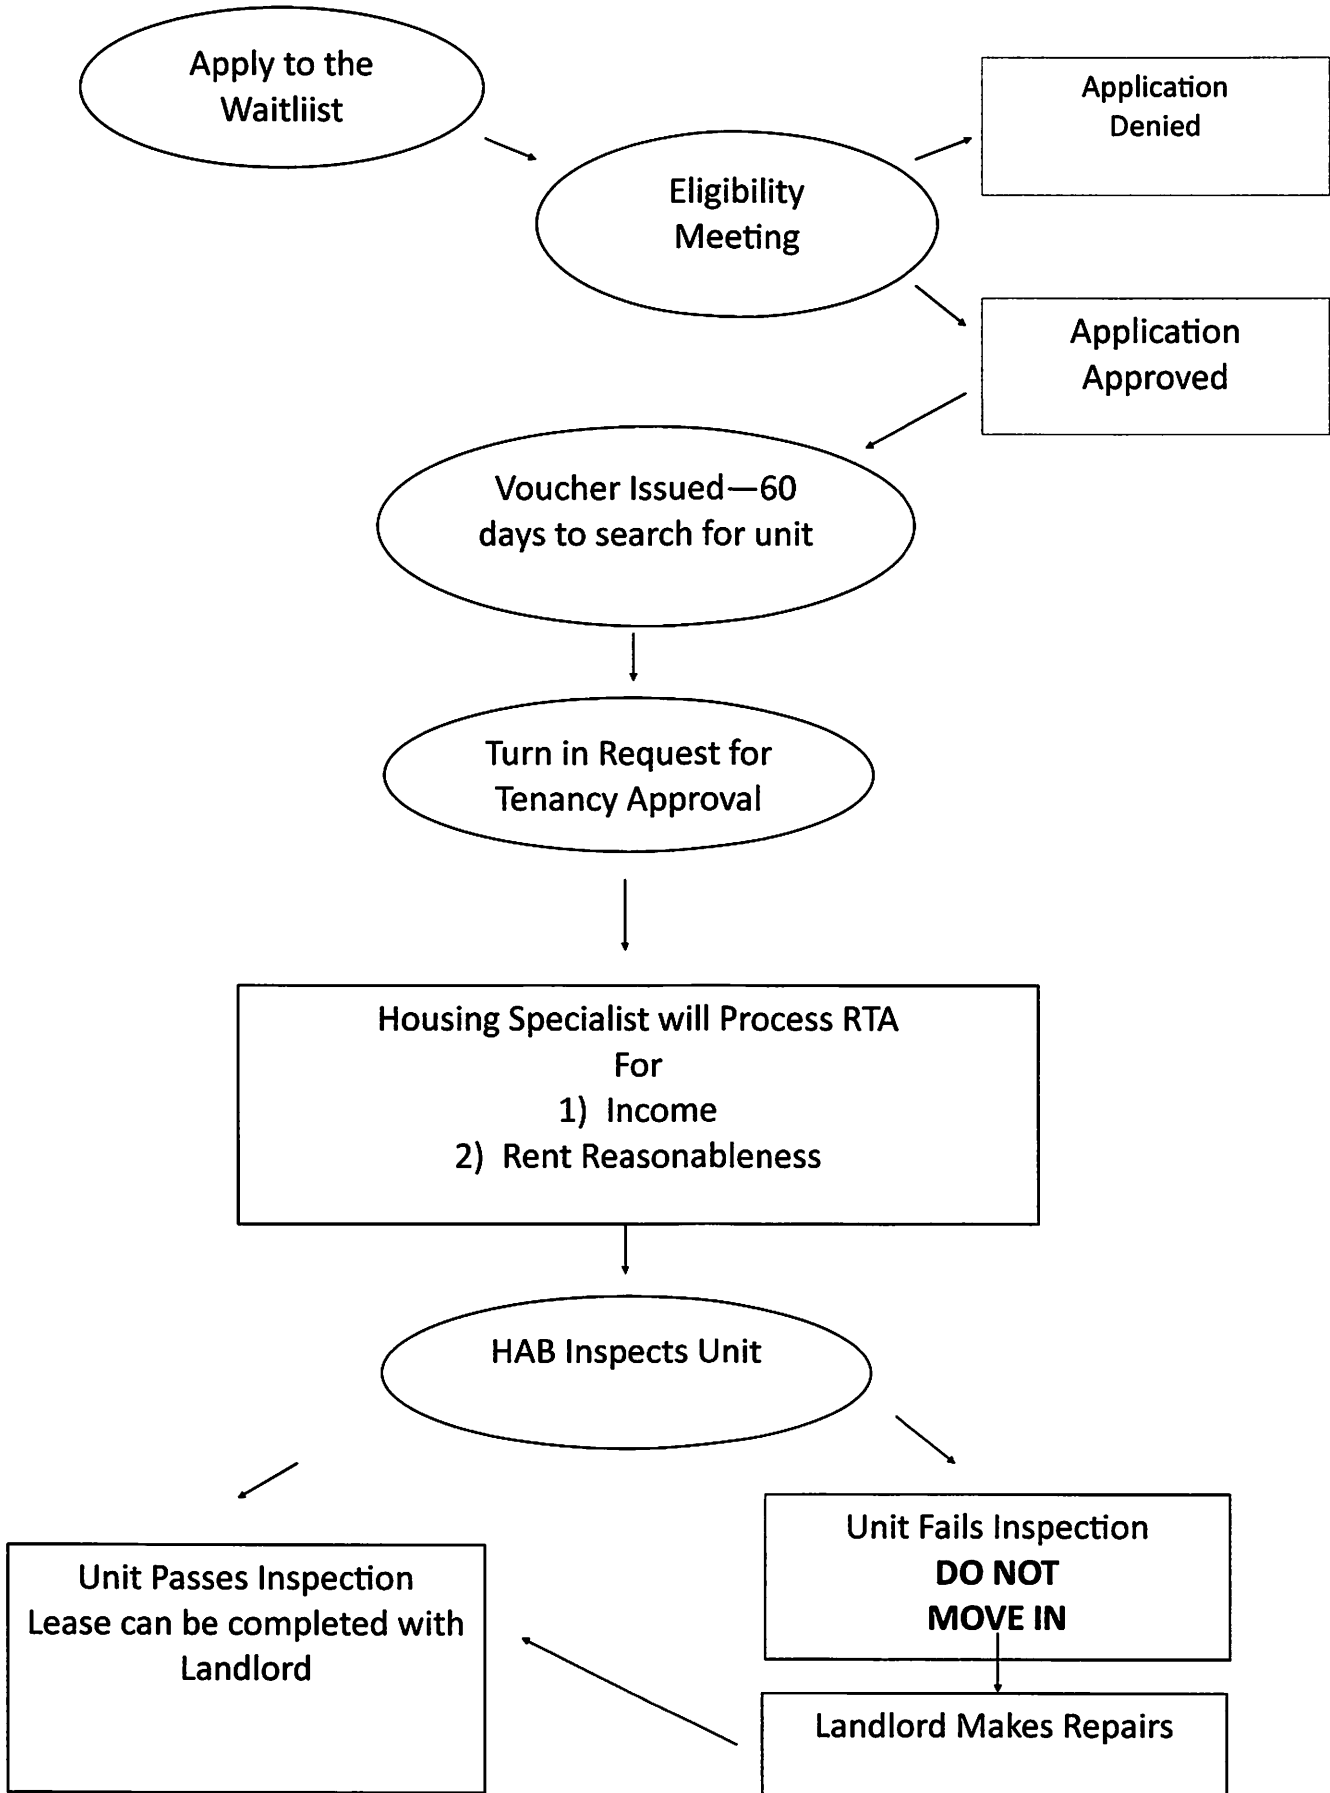 Apply to the
Waitliist
Application
Denied
Eligibility
Meeting
Application
Approved
Voucher Issued—60
days to search for unit
Turn in Request for
Tenancy Approval
Housing Specialist will Process RTA
For
1) Income
2) Rent Reasonableness
HAB Inspects Unit
Unit Passes Inspection
Lease can be completed with
Landlord
Unit Fails Inspection
DO NOT
MOVE IN
Landlord Makes Repairs